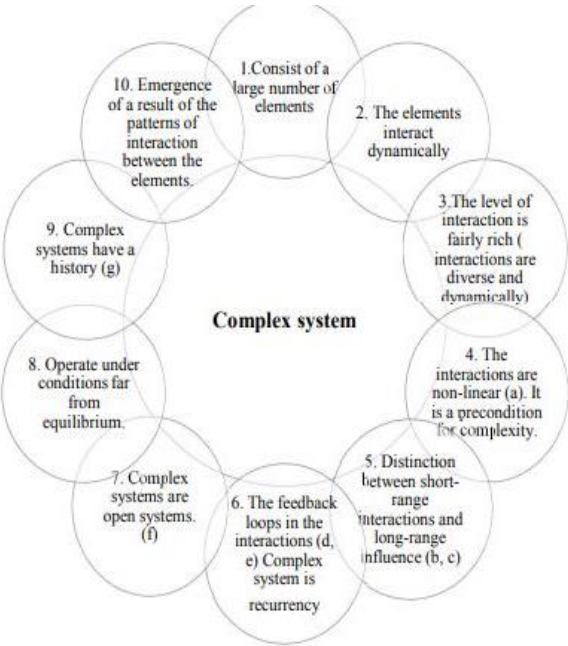 1.Consist of a
large number of
elements
2. The elements
interact
dynamically
3.The level of
interaction is
fairly rich (
interactions are
diverse and
dynamically)
4. The
interactions are
non-linear (a). It
is a precondition
for complexity.
5. Distinction
between short-
range
interactions and
long-range
influence (b, c)
6. The feedback
loops in the
interactions (d,
e) Complex
system is
recurrency
7. Complex
systems are
open systems.
(f)
8. Operate under
conditions far
from
equilibrium.
9. Complex
systems have a
history (g)
10. Emergence
of a result of the
patterns of
interaction
between the
elements.
Complex system